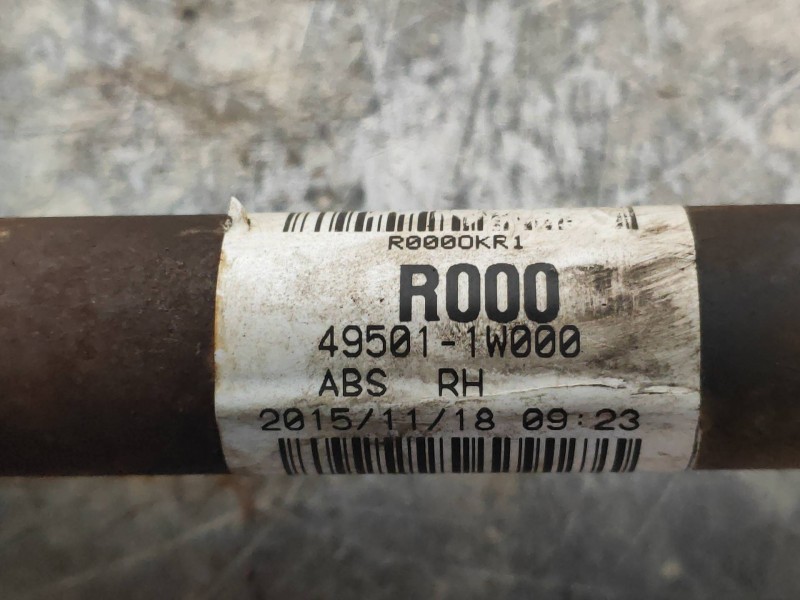 R0000KR1
R000
49501-1W000
ABS RH
2015/11/18 09:23